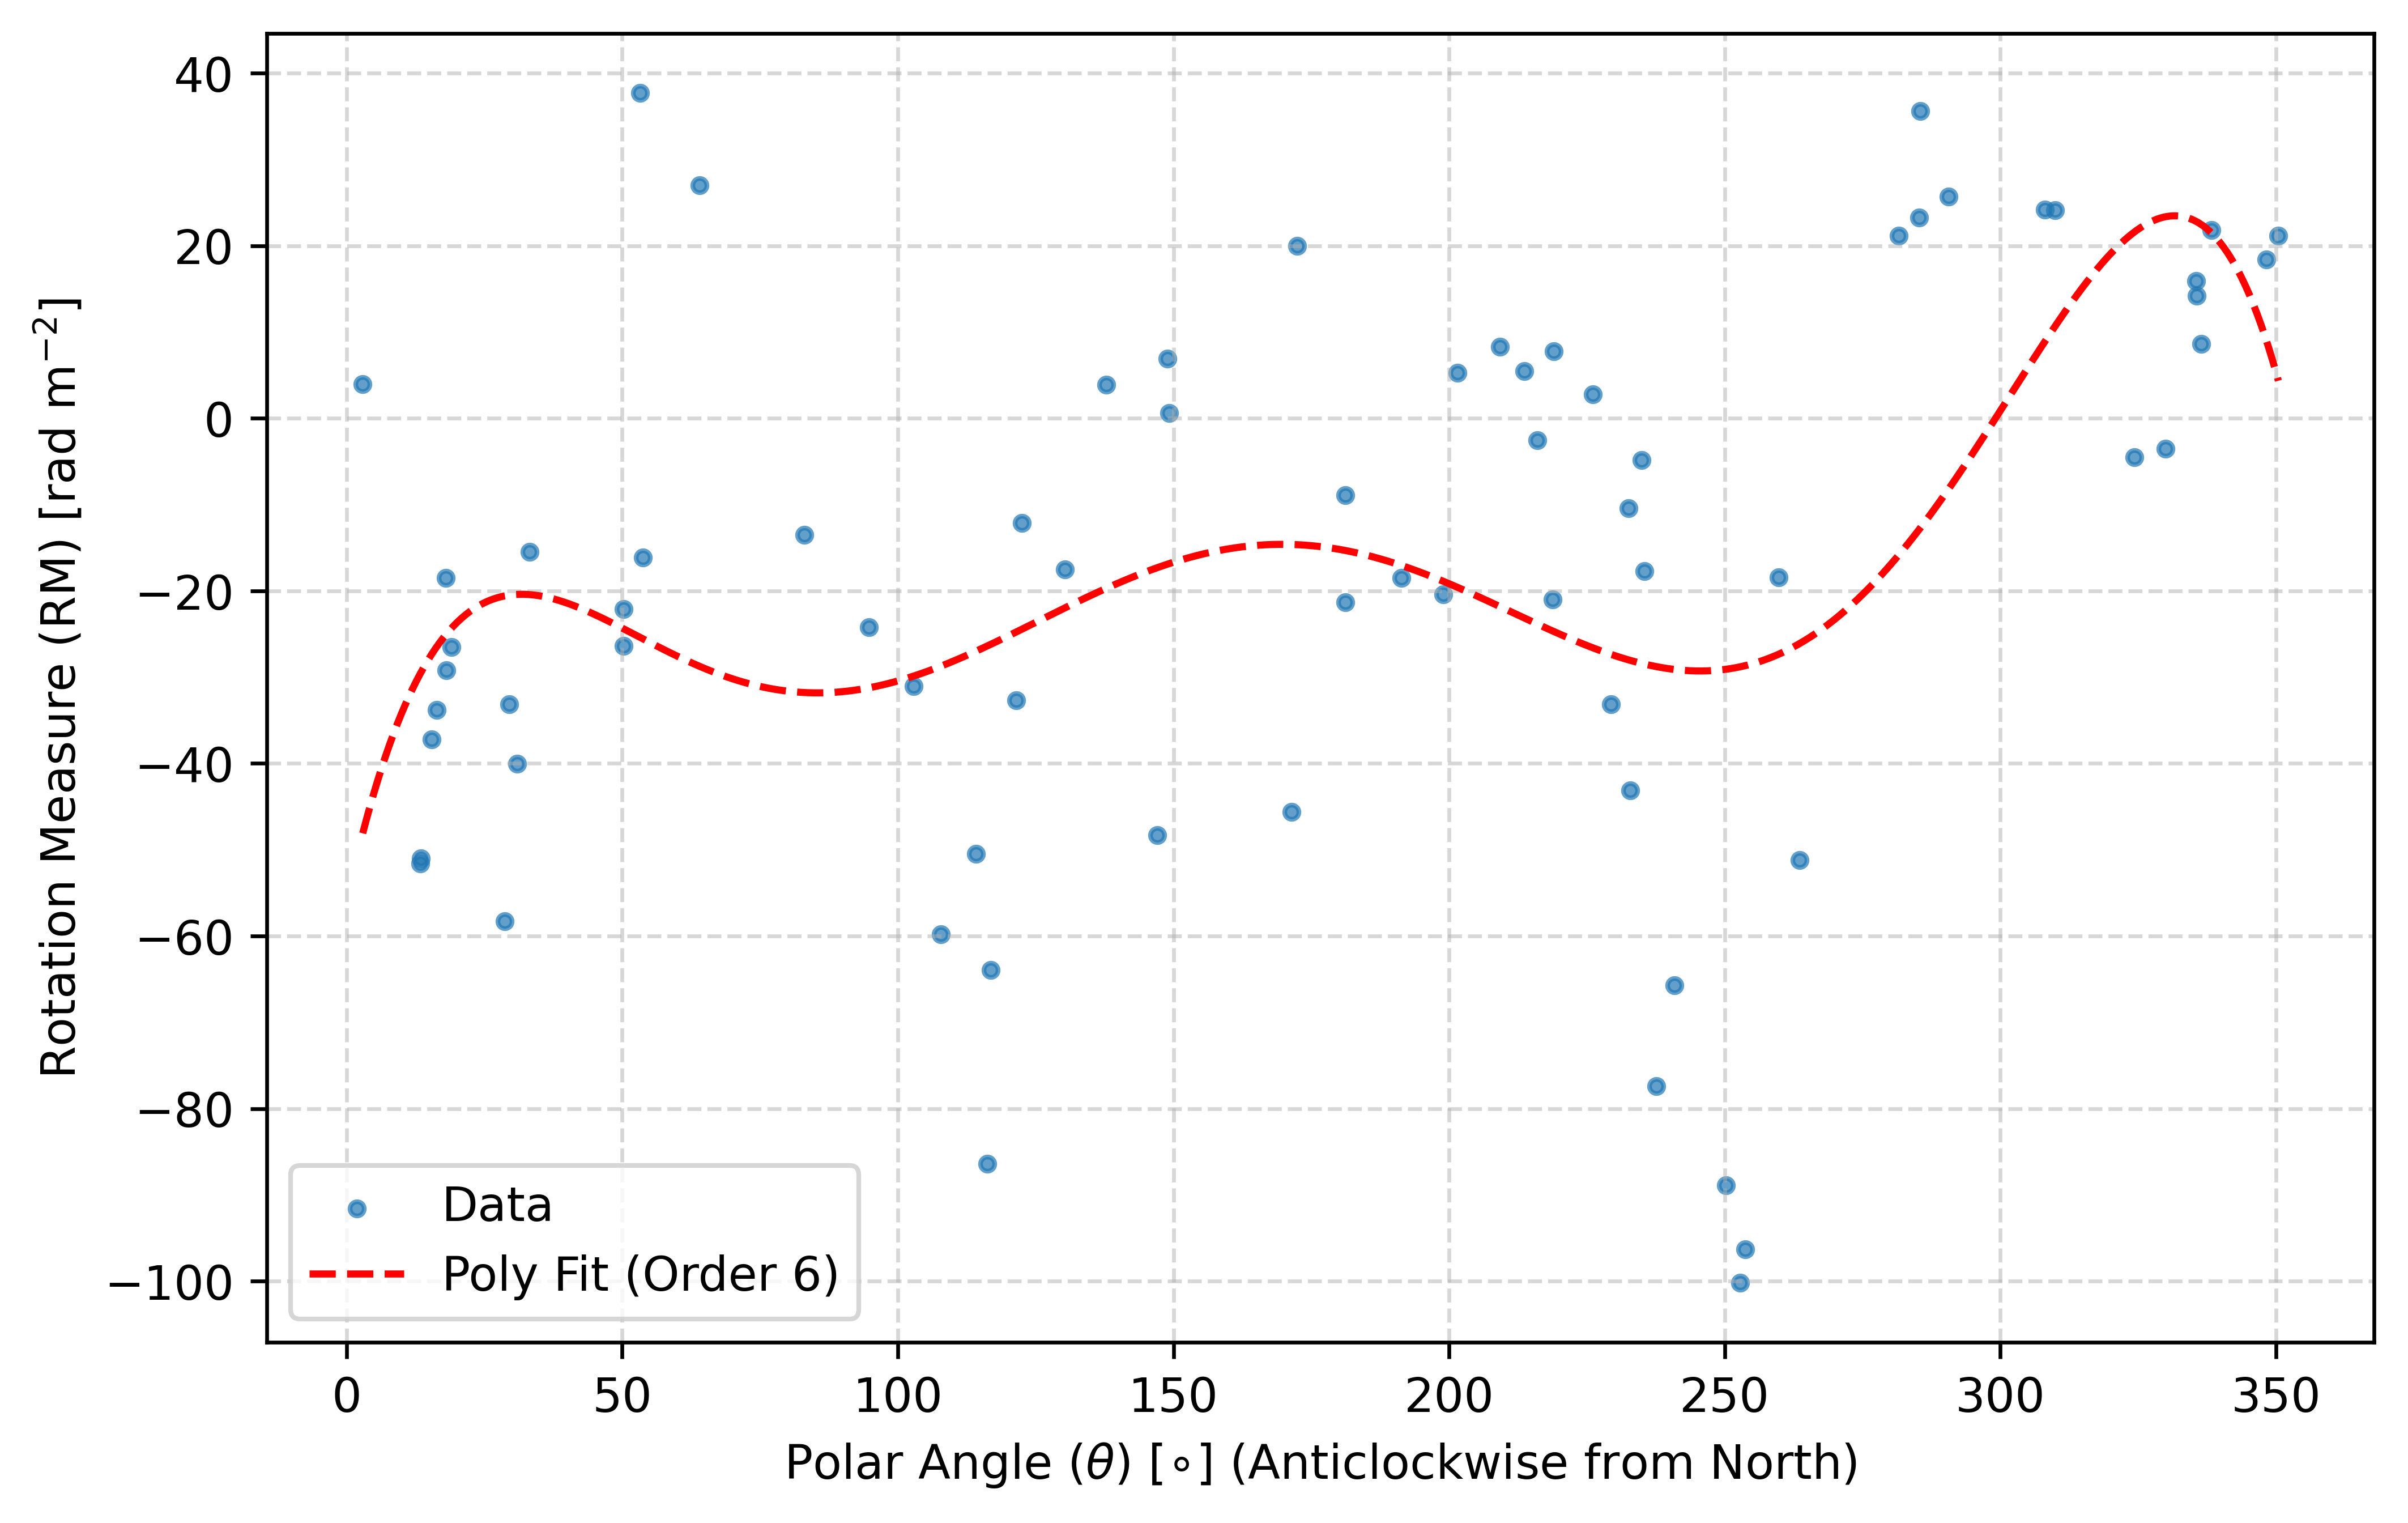 40
20
0
−20
−40
−60
−80
−100
Rotation Measure (RM) [rad m⁻²]
Data
Poly Fit (Order 6)
0 50 100 150 200 250 300 350
Polar Angle (θ) [∘] (Anticlockwise from North)